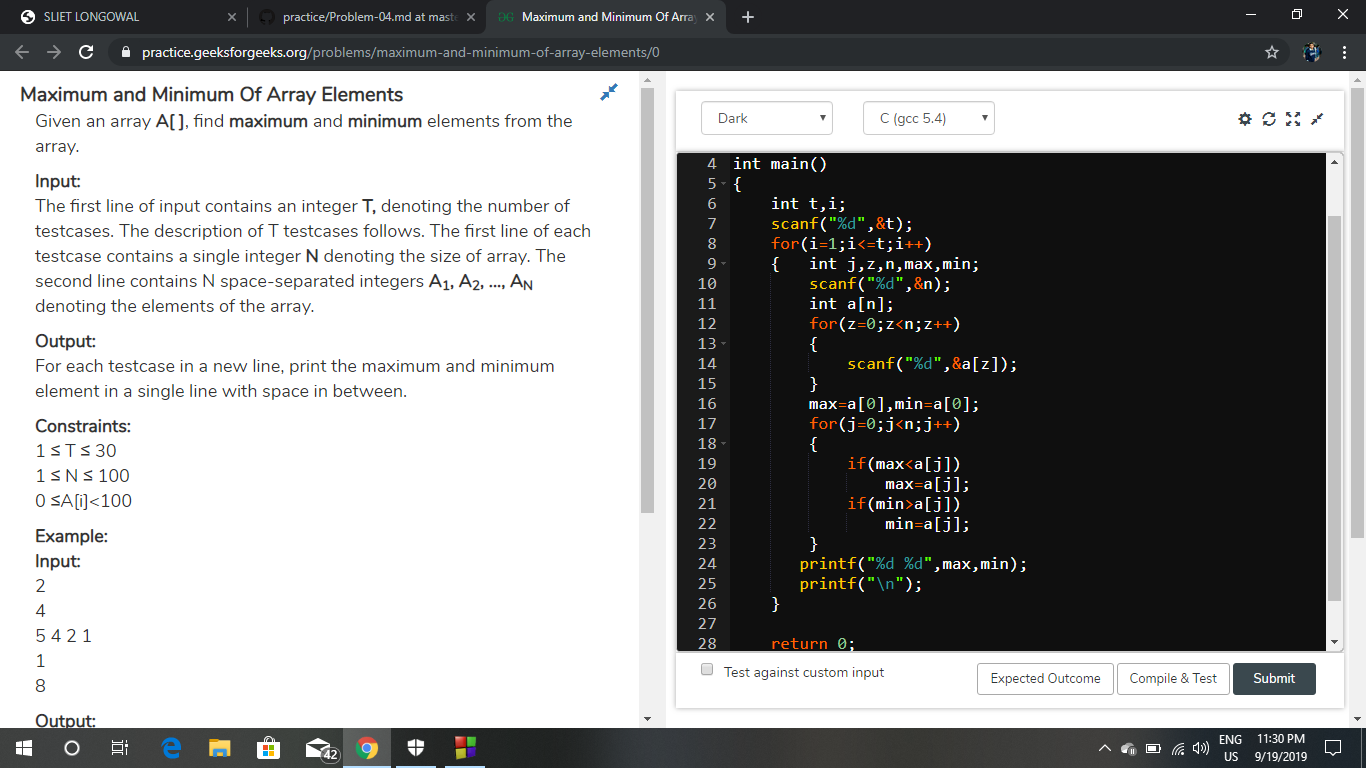 SLIET LONGOWAL
practice/Problem-04.md at maste
Maximum and Minimum Of Array
practice.geeksforgeeks.org/problems/maximum-and-minimum-of-array-elements/0
Maximum and Minimum Of Array Elements
Given an array A[ ], find maximum and minimum elements from the
array.
Input:
The first line of input contains an integer T, denoting the number of
testcases. The description of T testcases follows. The first line of each
testcase contains a single integer N denoting the size of array. The
second line contains N space-separated integers A1, A2, ..., AN
denoting the elements of the array.
Output:
For each testcase in a new line, print the maximum and minimum
element in a single line with space in between.
Constraints:
1 ≤ T ≤ 30
1 ≤ N ≤ 100
0 ≤A[i]<100
Example:
Input:
2
4
5 4 2 1
1
8
Output:
Dark
C (gcc 5.4)
4 int main()
5 {
6     int t,i;
7     scanf("%d",&t);
8     for(i=1;i<=t;i++)
9     {   int j,z,n,max,min;
10         scanf("%d",&n);
11         int a[n];
12         for(z=0;z<n;z++)
13         {
14             scanf("%d",&a[z]);
15         }
16         max=a[0],min=a[0];
17         for(j=0;j<n;j++)
18         {
19             if(max<a[j])
20                 max=a[j];
21             if(min>a[j])
22                 min=a[j];
23         }
24        printf("%d %d",max,min);
25        printf("\n");
26     }
27
28     return 0;
Test against custom input
Expected Outcome
Compile & Test
Submit
42
ENG
US
11:30 PM
9/19/2019